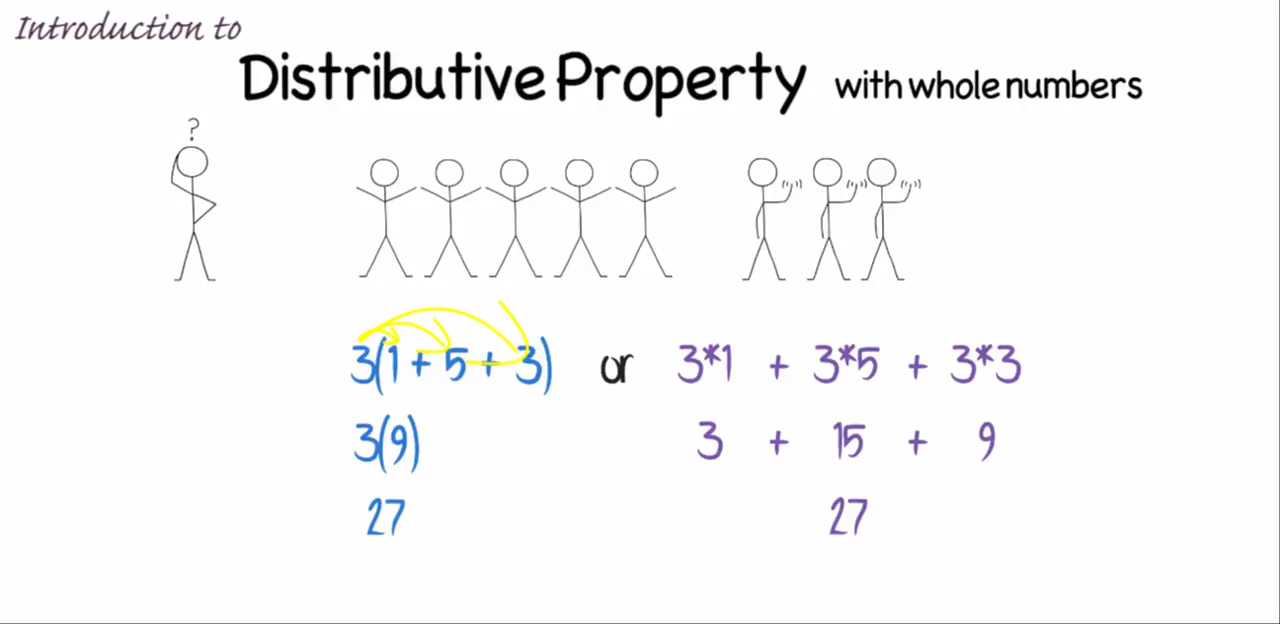 Introduction to
Distributive Property with whole numbers
?
3(1 + 5 + 3) or 3*1 + 3*5 + 3*3
3(9) 3 + 15 + 9
27 27